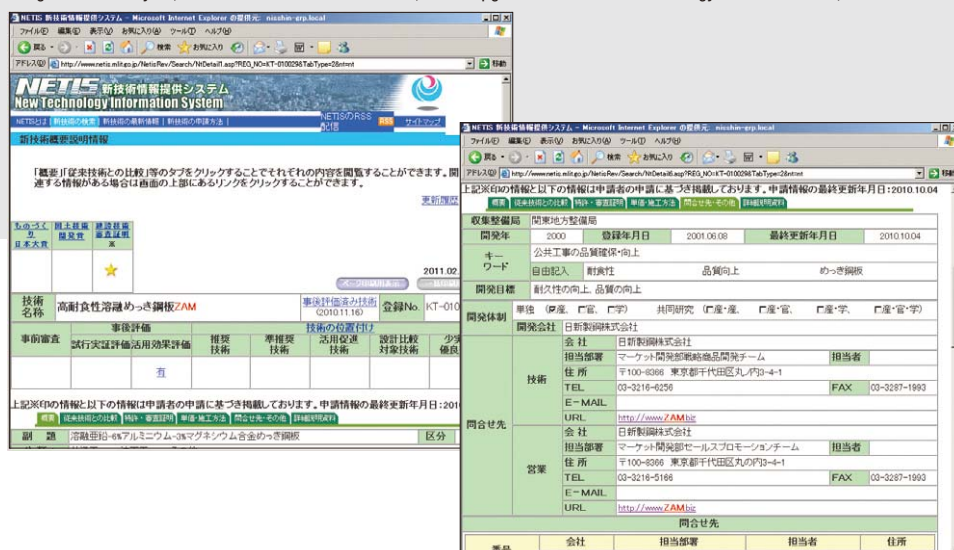 NETIS 新技術情報提供システム - Microsoft Internet Explorer の提供元: nisshin-grp.local
ファイル(F) 編集(E) 表示(V) お気に入り(A) ツール(T) ヘルプ(H)
戻る 検索 お気に入り
アドレス(D) 移動
NETIS 新技術情報提供システム
New Technology Information System
NETISとは 新技術の検索 新技術の最新情報 新技術の申請方法 NETISのRSS配信 RSS サイトマップ
新技術概要説明情報
「概要」「従来技術との比較」等のタブをクリックすることでそれぞれの内容を閲覧することができます。関
連する情報がある場合は画面の上部にあるリンクをクリックすることができます。
更新履歴
ものづくり日本大賞 国土技術開発賞 建設技術審査証明※
2011.02.
技術名称 高耐食性溶融めっき鋼板ZAM 事後評価済み技術 (2010.11.16) 登録No. KT-010
事前審査 事後評価 技術の位置付け
試行実証評価 活用効果評価 推奨技術 準推奨技術 活用促進技術 設計比較対象技術
有
上記※印の情報と以下の情報は申請者の申請に基づき掲載しております。申請情報の最終更新年月日:201
概要 従来技術との比較 特許・審査証明 単価・施工方法 問合せ先・その他 詳細説明資料
副題 溶融亜鉛-6%アルミニウム-3%マグネシウム合金めっき鋼板 区分
NETIS 新技術情報提供システム - Microsoft Internet Explorer の提供元: nisshin-grp.local
ファイル(F) 編集(E) 表示(V) お気に入り(A) ツール(T) ヘルプ(H)
戻る 検索 お気に入り
アドレス(D) 移動
上記※印の情報と以下の情報は申請者の申請に基づき掲載しております。申請情報の最終更新年月日:2010.10.04
概要 従来技術との比較 特許・審査証明 単価・施工方法 問合せ先・その他 詳細説明資料
収集整備局 関東地方整備局
開発年 2000 登録年月日 2001.06.08 最終更新年月日 2010.10.04
キーワード 公共工事の品質確保・向上
自由記入 耐食性 品質向上 めっき鋼板
開発目標 耐久性の向上、品質の向上
開発体制 単独 (産、官、学) 共同研究 (産・産、産・官、産・学、産・官・学)
開発会社 日新製鋼株式会社
問合せ先
技術
会社 日新製鋼株式会社
担当部署 マーケット開発部戦略商品開発チーム 担当者
住所 〒100-8366 東京都千代田区丸ノ内3-4-1
TEL 03-3216-6256 FAX 03-3287-1993
E-MAIL
URL http://www.ZAM.biz
営業
会社 日新製鋼株式会社
担当部署 マーケット開発部セールスプロモーションチーム 担当者
住所 〒100-8366 東京都千代田区丸の内3-4-1
TEL 03-3216-5166 FAX 03-3287-1993
E-MAIL
URL http://www.ZAM.biz
問合せ先
番号 会社 担当部署 担当者 住所